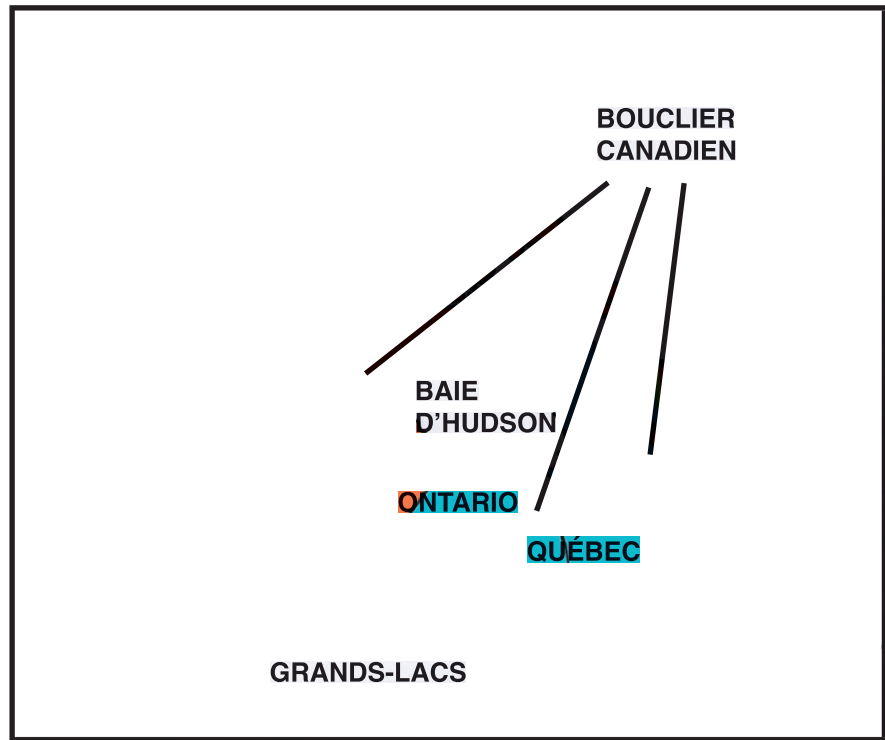 BOUCLIER
CANADIEN
BAIE
D’HUDSON
ONTARIO
QUÉBEC
GRANDS-LACS